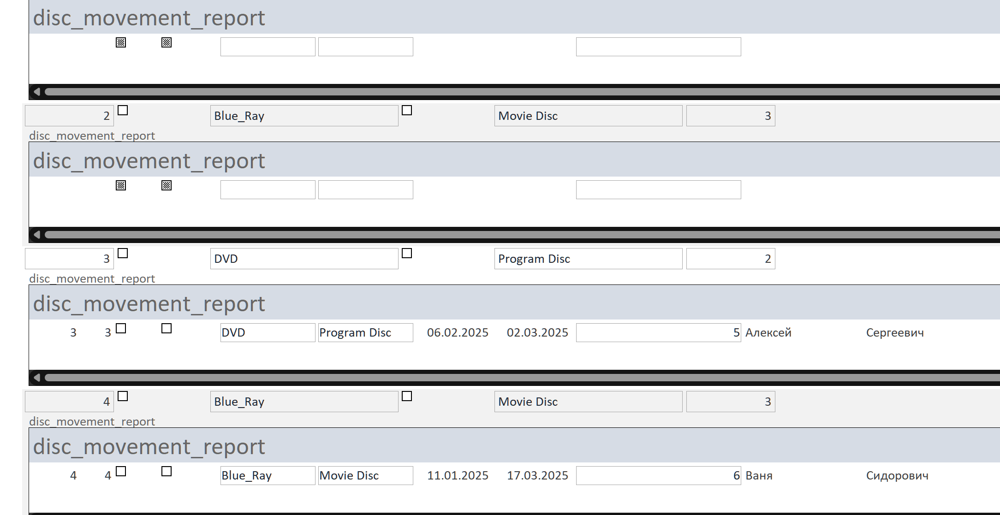 disc_movement_report
2 Blue_Ray Movie Disc 3
disc_movement_report
disc_movement_report
3 DVD Program Disc 2
disc_movement_report
disc_movement_report
3 3 DVD Program Disc 06.02.2025 02.03.2025 5 Алексей Сергеевич
4 Blue_Ray Movie Disc 3
disc_movement_report
disc_movement_report
4 4 Blue_Ray Movie Disc 11.01.2025 17.03.2025 6 Ваня Сидорович